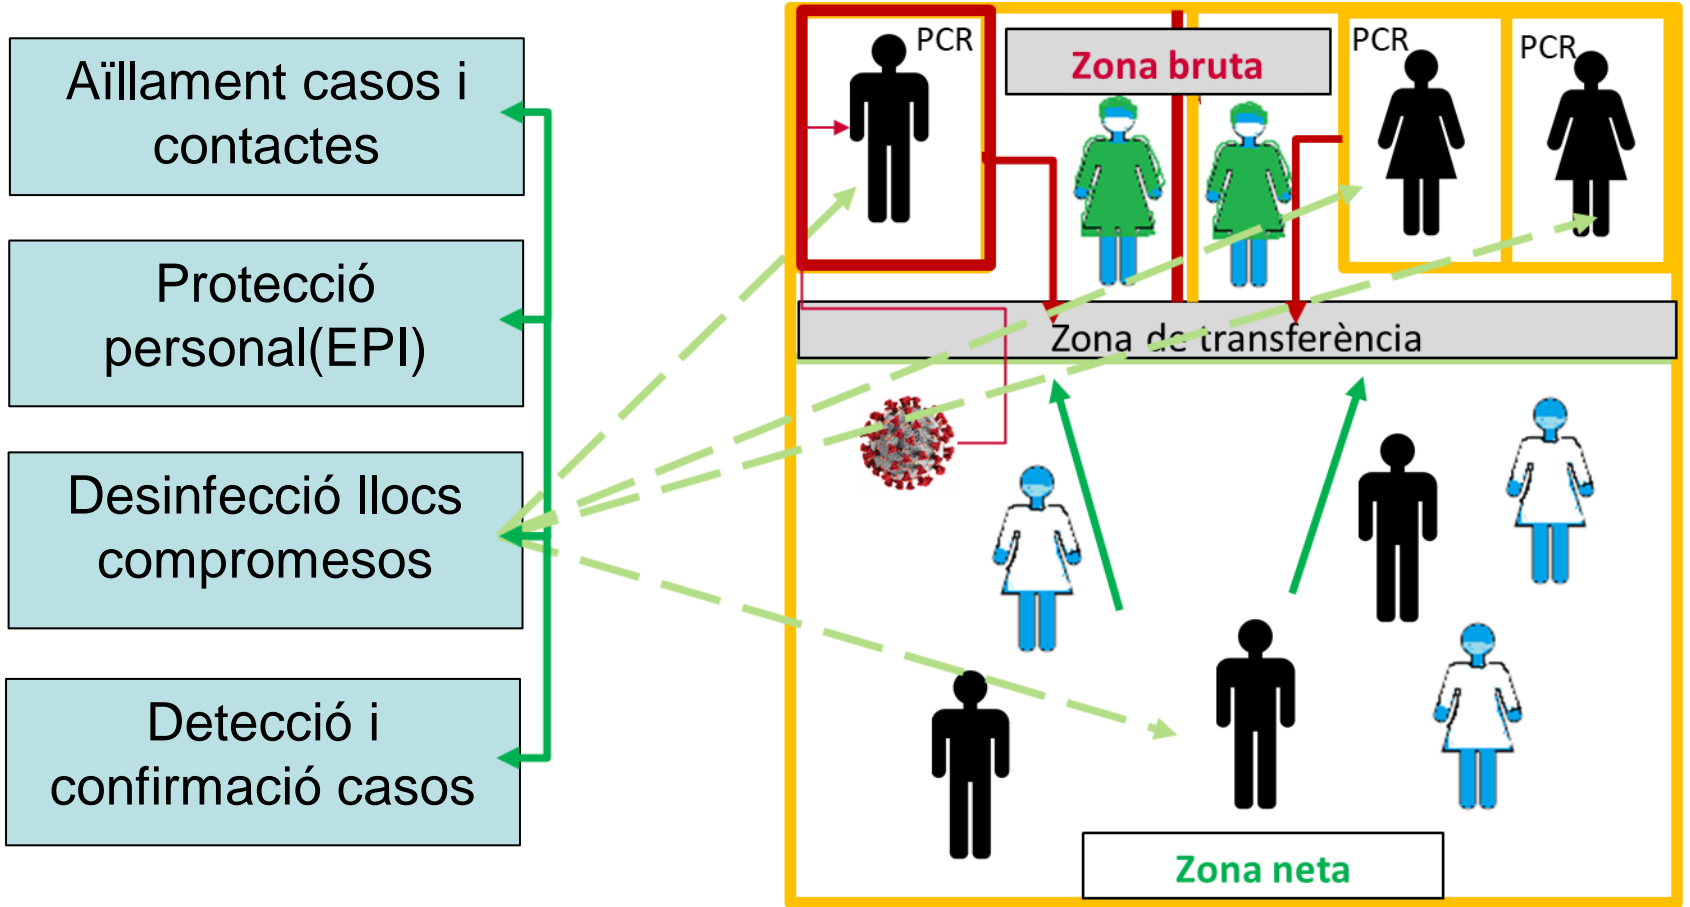 Aïllament casos i
contactes
Protecció
personal(EPI)
Desinfecció llocs
compromesos
Detecció i
confirmació casos
PCR
Zona bruta
PCR
PCR
Zona de transferència
Zona neta